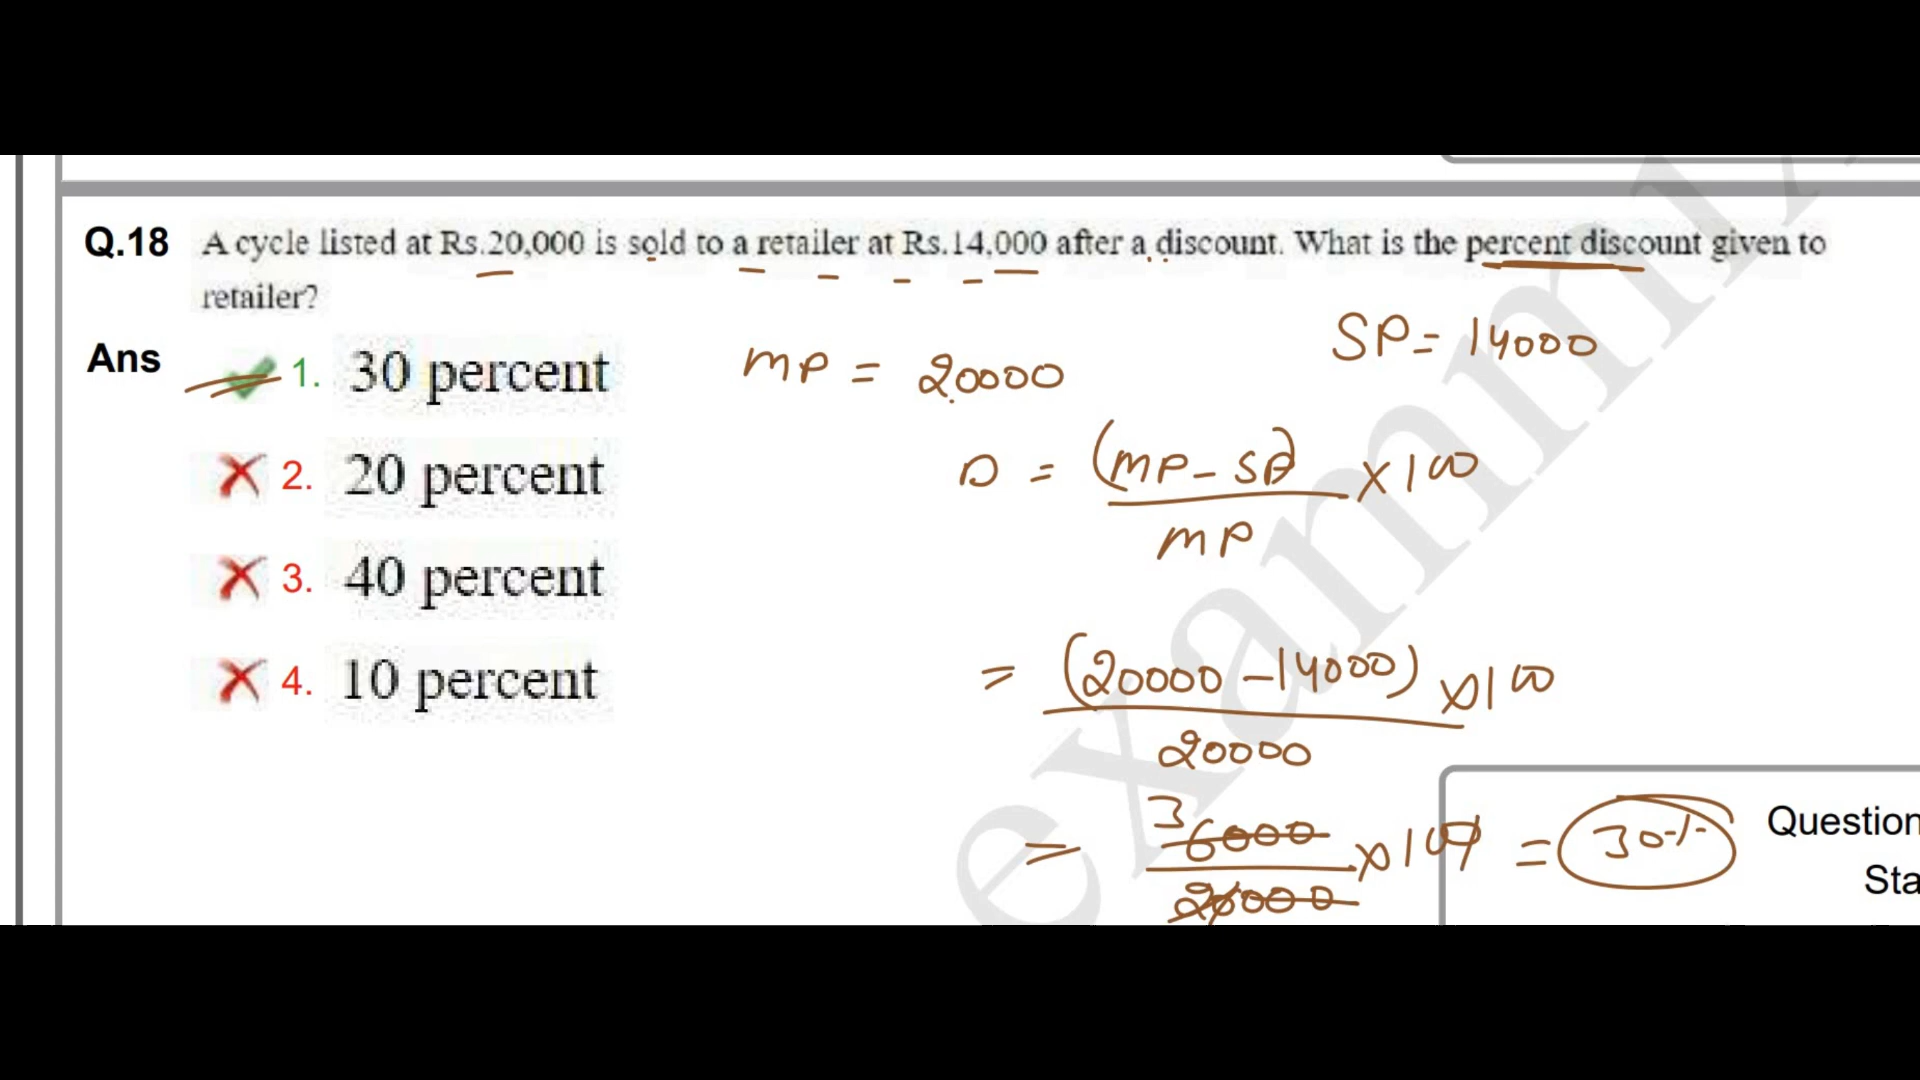 Q.18 A cycle listed at Rs.20,000 is sold to a retailer at Rs.14,000 after a discount. What is the percent discount given to
retailer?
Ans 1. 30 percent
MP = 20000
SP = 14000
2. 20 percent
D = (MP - SP) × 100
MP
3. 40 percent
4. 10 percent
= (20000 - 14000) × 100
20000
= 3 6000 × 100 = 30%
20000
Question
Sta
exam